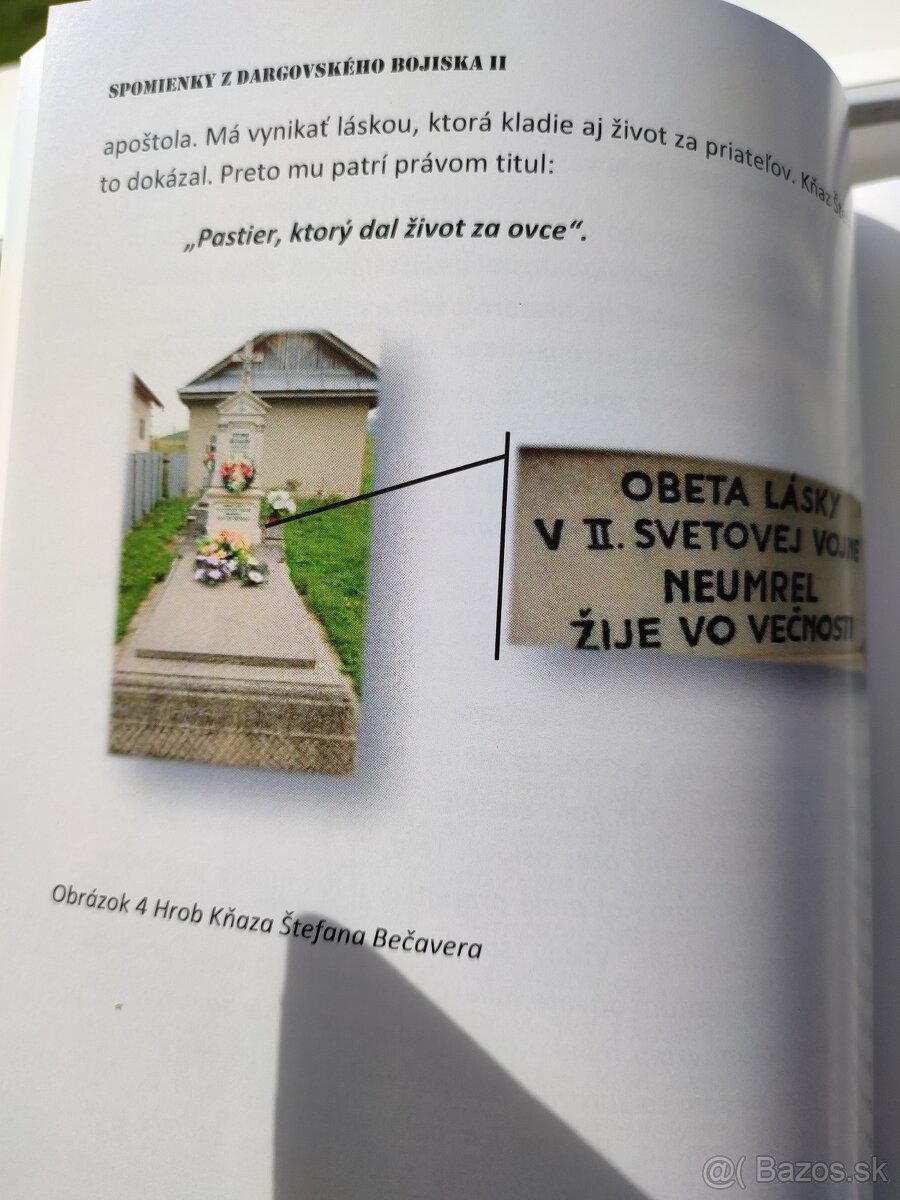 SPOMIENKY Z DARGOVSKÉHO BOJISKA II
apoštola. Má vynikať láskou, ktorá kladie aj život za priateľov. Kňaz
to dokázal. Preto mu patrí právom titul:
„Pastier, ktorý dal život za ovce“.
OBETA LÁSKY
V II. SVETOVEJ VOJNE
NEUMREL
ŽIJE VO VEČNOSTI
Obrázok 4 Hrob Kňaza Štefana Bečavera
@( Bazos.sk